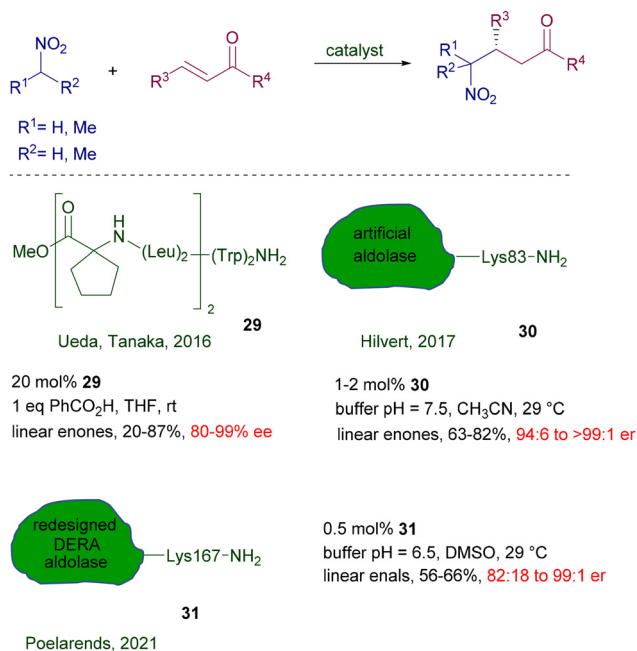 NO₂
R¹ R²
+
R³
O
R⁴
catalyst
R³
O
R¹
R²
R⁴
NO₂
R¹= H, Me
R²= H, Me
O
MeO
H
N
(Leu)₂
(Trp)₂NH₂
2
29
Ueda, Tanaka, 2016
artificial
aldolase
Lys83-NH₂
30
Hilvert, 2017
20 mol% 29
1 eq PhCO₂H, THF, rt
linear enones, 20-87%, 80-99% ee
1-2 mol% 30
buffer pH = 7.5, CH₃CN, 29 °C
linear enones, 63-82%, 94:6 to >99:1 er
redesigned
DERA
aldolase
Lys167-NH₂
31
Poelarends, 2021
0.5 mol% 31
buffer pH = 6.5, DMSO, 29 °C
linear enals, 56-66%, 82:18 to 99:1 er